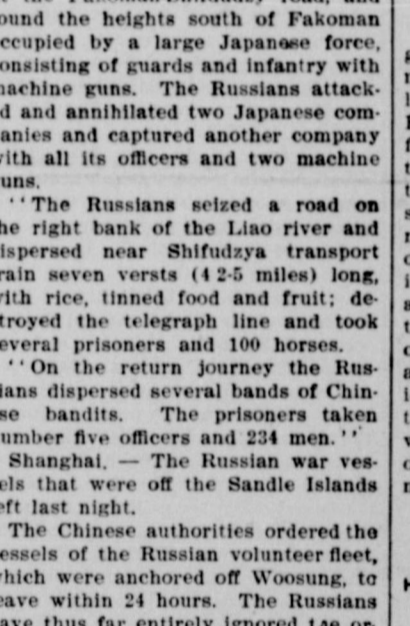 ound the heights south of Fakoman
ccupied by a large Japanese force,
onsisting of guards and infantry with
achine guns. The Russians attack-
d and annihilated two Japanese com-
anies and captured another company
ith all its officers and two machine
uns.
"The Russians seized a road on
he right bank of the Liao river and
ispersed near Shifudzya transport
rain seven versts (4 2-5 miles) long,
ith rice, tinned food and fruit; de-
troyed the telegraph line and took
everal prisoners and 100 horses.
"On the return journey the Rus-
ians dispersed several bands of Chin-
se bandits. The prisoners taken
umber five officers and 234 men."
Shanghai. — The Russian war ves-
els that were off the Sandle Islands
eft last night.
The Chinese authorities ordered the
essels of the Russian volunteer fleet,
hich were anchored off Woosung, to
eave within 24 hours. The Russians
ave thus far entirely ignored